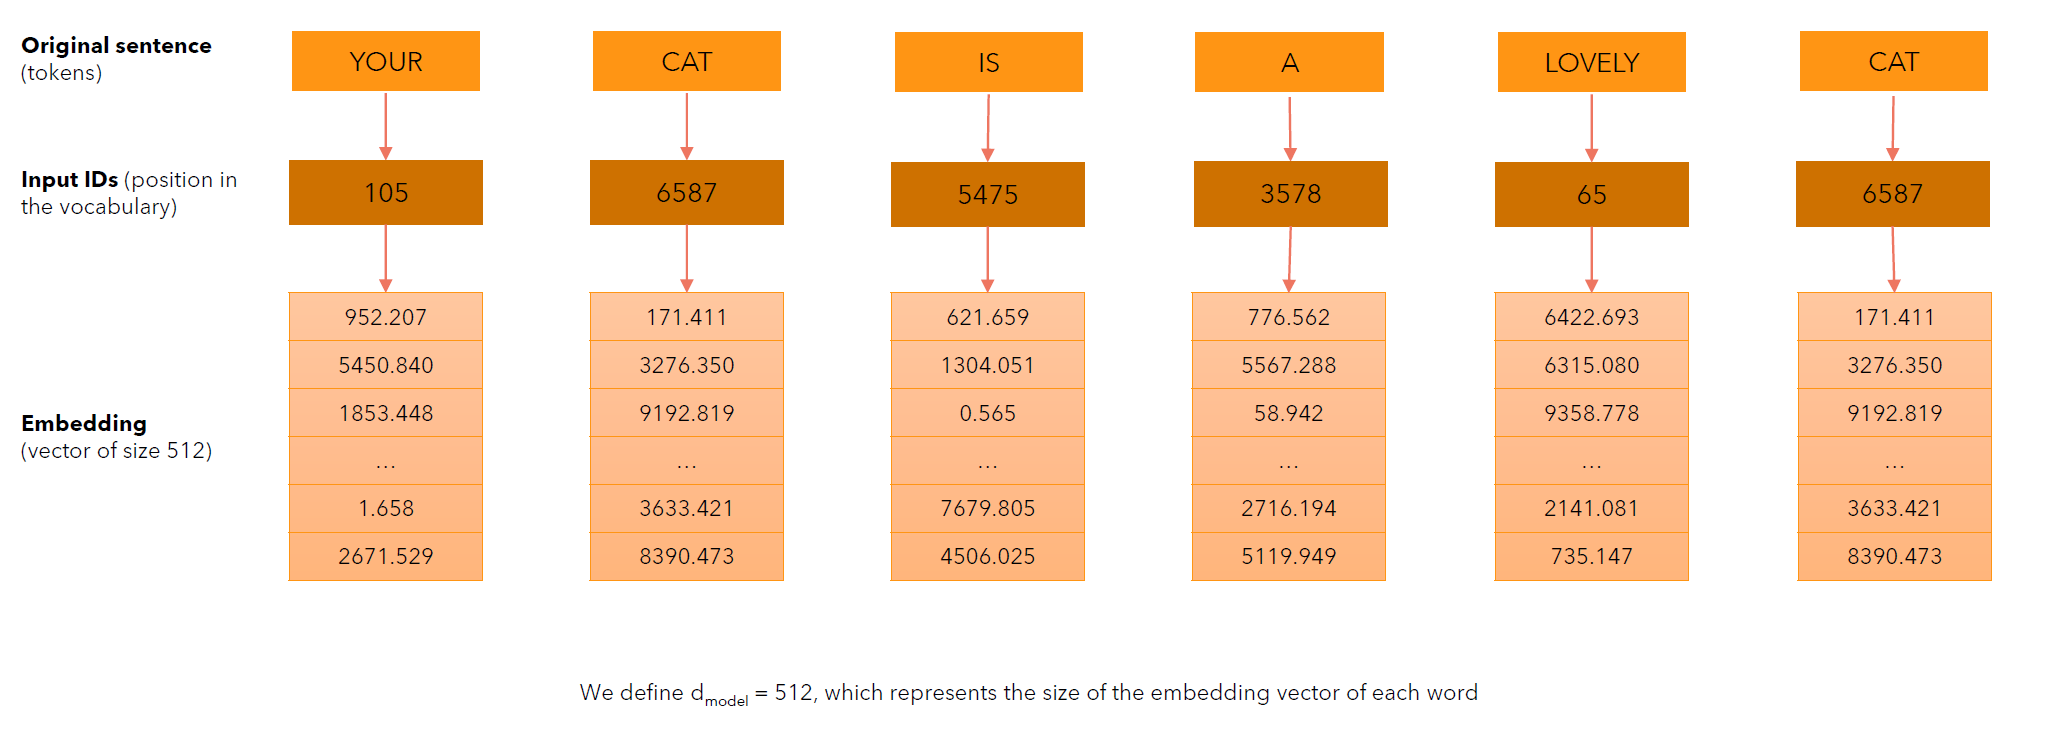 Original sentence
(tokens)
YOUR CAT IS A LOVELY CAT
Input IDs (position in
the vocabulary)
105 6587 5475 3578 65 6587
952.207 171.411 621.659 776.562 6422.693 171.411
5450.840 3276.350 1304.051 5567.288 6315.080 3276.350
1853.448 9192.819 0.565 58.942 9358.778 9192.819
Embedding
(vector of size 512)
... ... ... ... ... ...
1.658 3633.421 7679.805 2716.194 2141.081 3633.421
2671.529 8390.473 4506.025 5119.949 735.147 8390.473
We define dmodel = 512, which represents the size of the embedding vector of each word